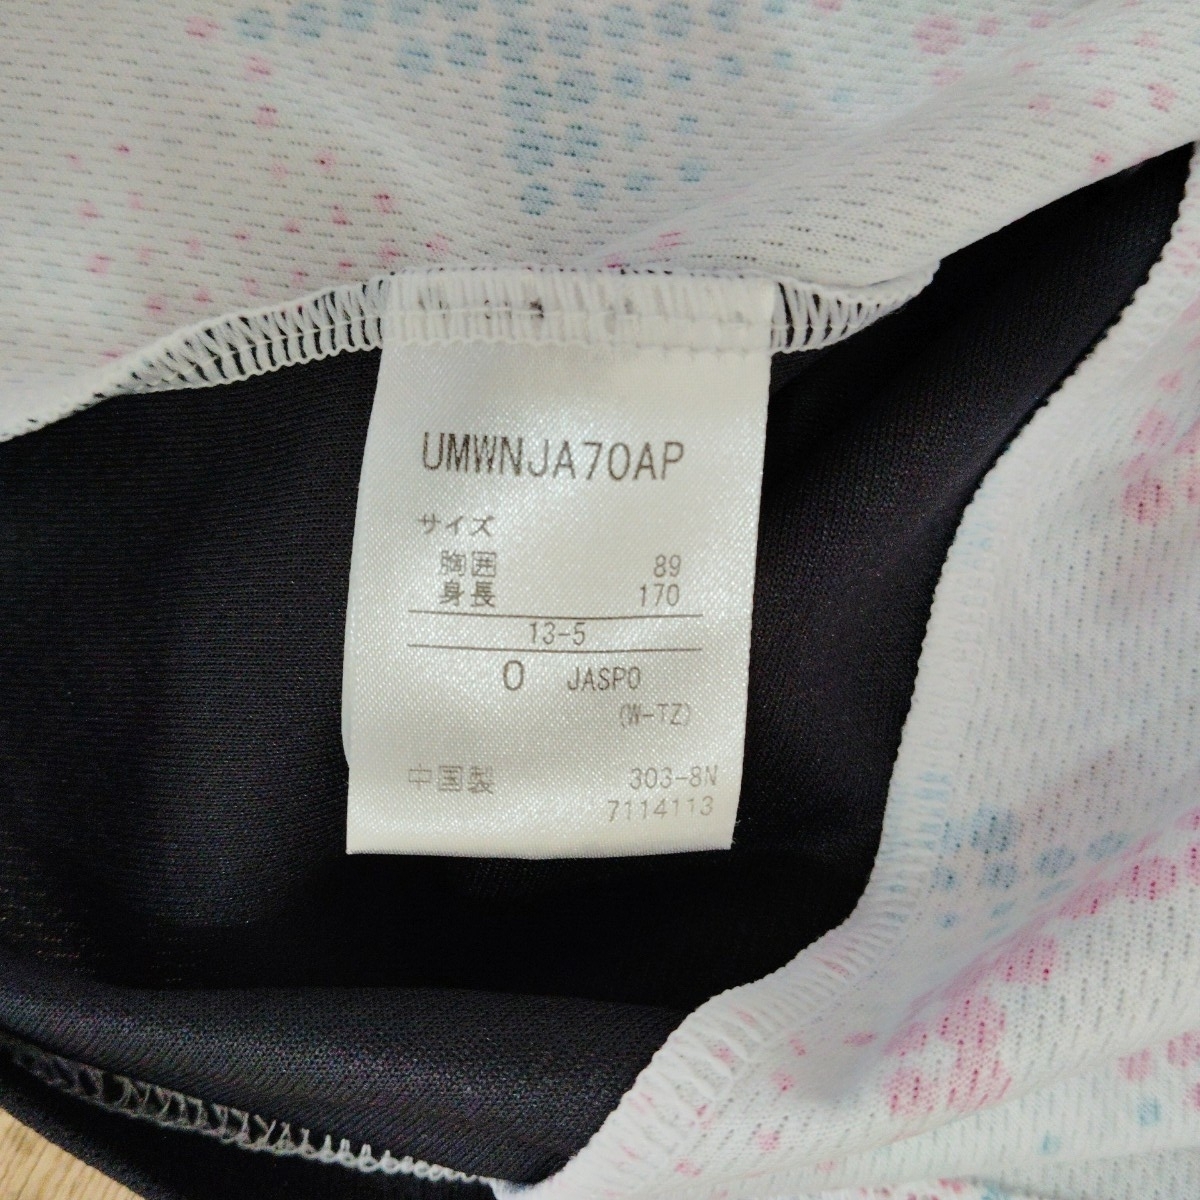 UMWNJA70AP
サイズ
胸囲 89
身長 170
13-5
O JASPO
(W-TZ)
中国製 303-8N
7114113